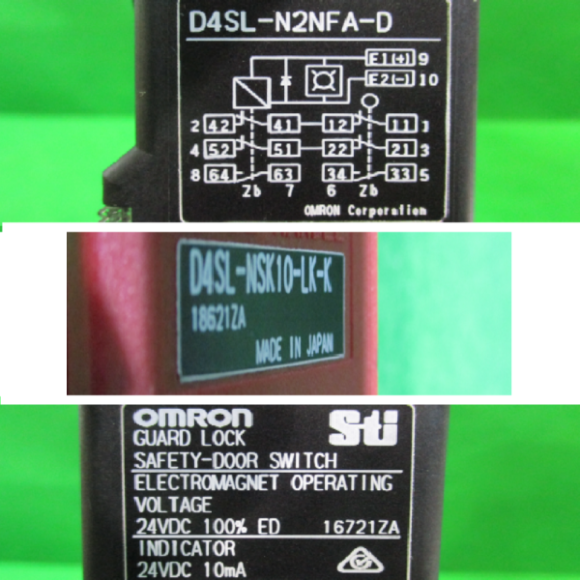 D4SL-N2NFA-D
E1(+) 9
E2(-) 10
2 42 41 12 11 1
4 52 51 22 21 3
8 64 63 34 33 5
Zb 7 6 Zb
OMRON Corporation
D4SL-NSK10-LK-K
18621ZA
MADE IN JAPAN
OMRON Sti
GUARD LOCK
SAFETY-DOOR SWITCH
ELECTROMAGNET OPERATING
VOLTAGE
24VDC 100% ED 16721ZA
INDICATOR
24VDC 10mA